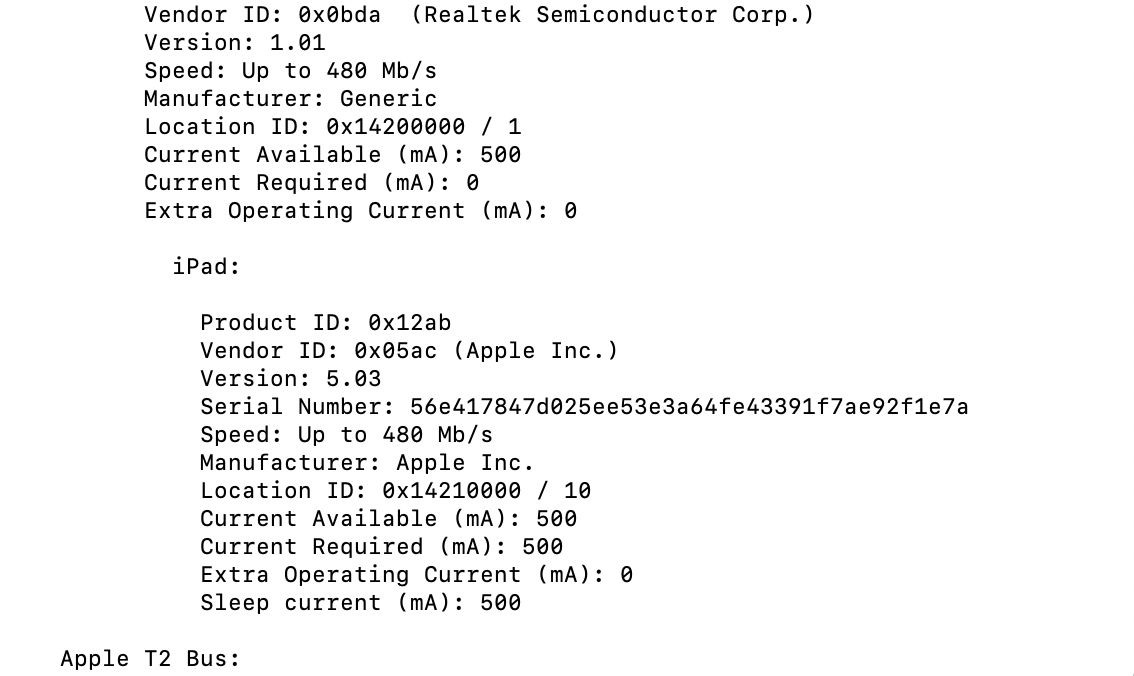 Vendor ID: 0x0bda  (Realtek Semiconductor Corp.)
Version: 1.01
Speed: Up to 480 Mb/s
Manufacturer: Generic
Location ID: 0x14200000 / 1
Current Available (mA): 500
Current Required (mA): 0
Extra Operating Current (mA): 0
iPad:
Product ID: 0x12ab
Vendor ID: 0x05ac (Apple Inc.)
Version: 5.03
Serial Number: 56e417847d025ee53e3a64fe43391f7ae92f1e7a
Speed: Up to 480 Mb/s
Manufacturer: Apple Inc.
Location ID: 0x14210000 / 10
Current Available (mA): 500
Current Required (mA): 500
Extra Operating Current (mA): 0
Sleep current (mA): 500
Apple T2 Bus: